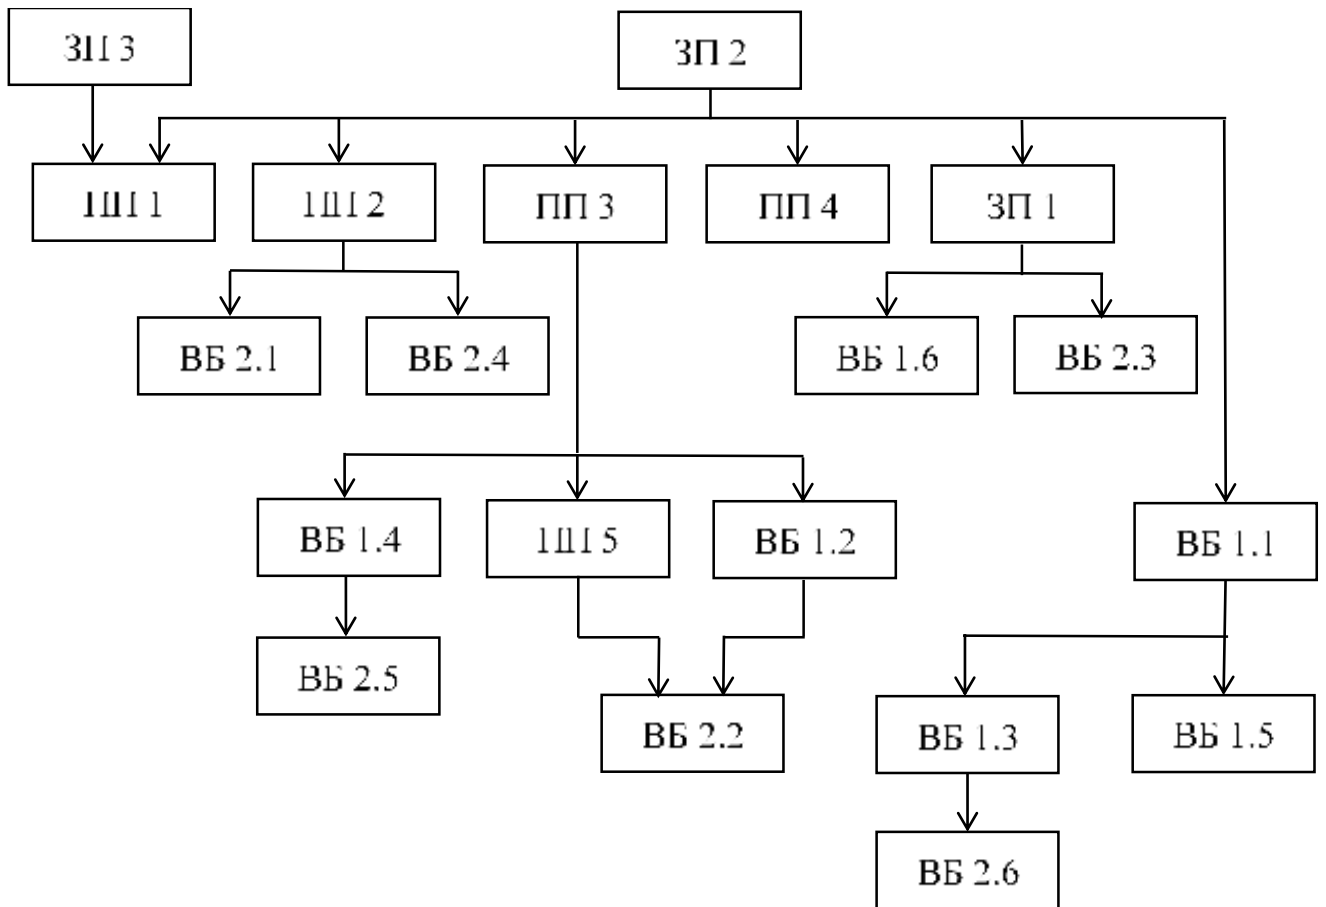 ЗП 3
ЗП 2
ПП 1
ПП 2
ПП 3
ПП 4
ЗП 1
ВБ 2.1
ВБ 2.4
ВБ 1.6
ВБ 2.3
ВБ 1.4
ПП 5
ВБ 1.2
ВБ 1.1
ВБ 2.5
ВБ 2.2
ВБ 1.3
ВБ 1.5
ВБ 2.6